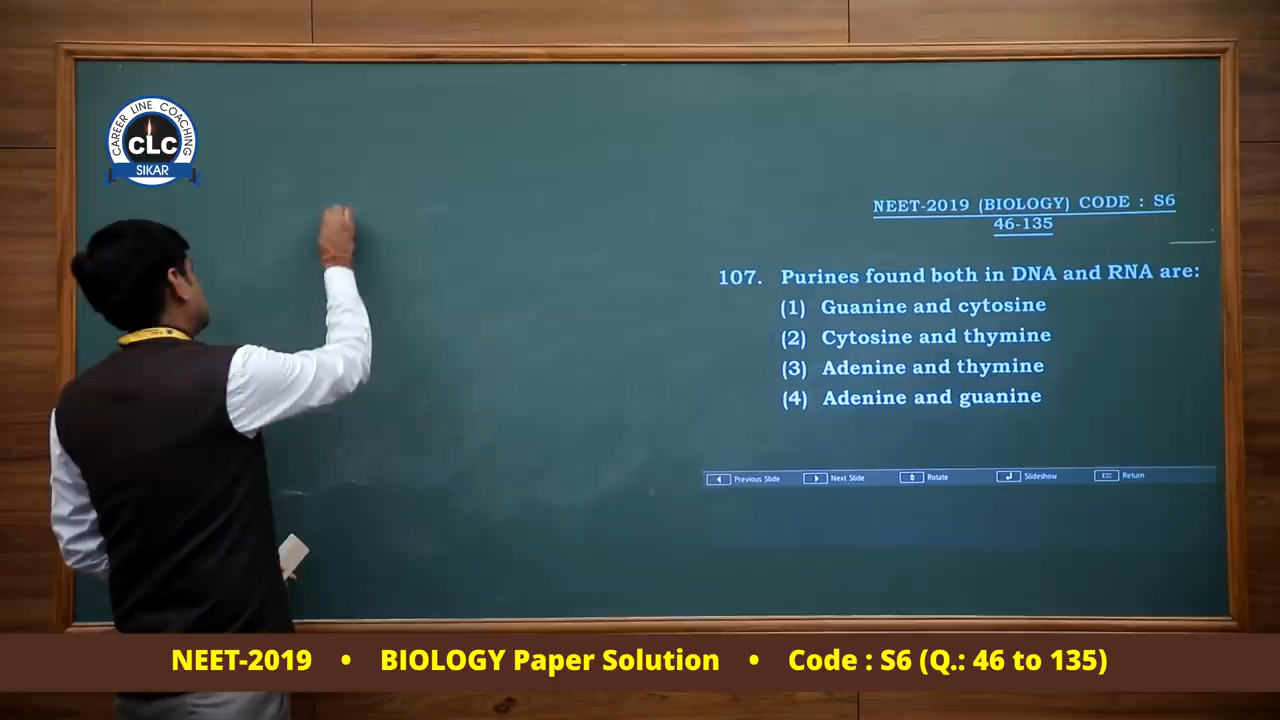 CAREER LINE COACHING
CLC
SIKAR
NEET-2019 (BIOLOGY) CODE : S6
46-135
107. Purines found both in DNA and RNA are:
(1) Guanine and cytosine
(2) Cytosine and thymine
(3) Adenine and thymine
(4) Adenine and guanine
Previous Slide Next Slide Rotate Slideshow ESC Return
NEET-2019 • BIOLOGY Paper Solution • Code : S6 (Q.: 46 to 135)